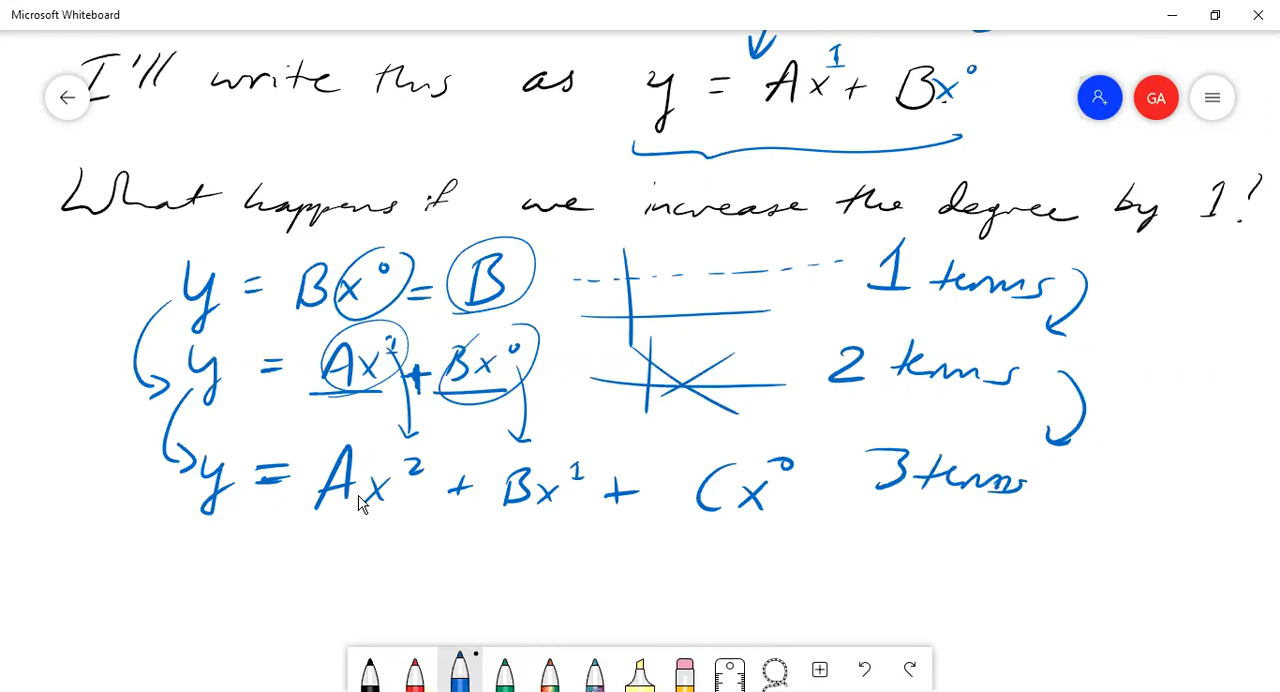 Microsoft Whiteboard
I'll write this as y = Ax¹ + Bx⁰
GA
What happens if we increase the degree by 1?
y = Bx⁰ = B 1 terms
y = Ax¹ + Bx⁰ 2 terms
y = Ax² + Bx¹ + Cx⁰ 3 terms